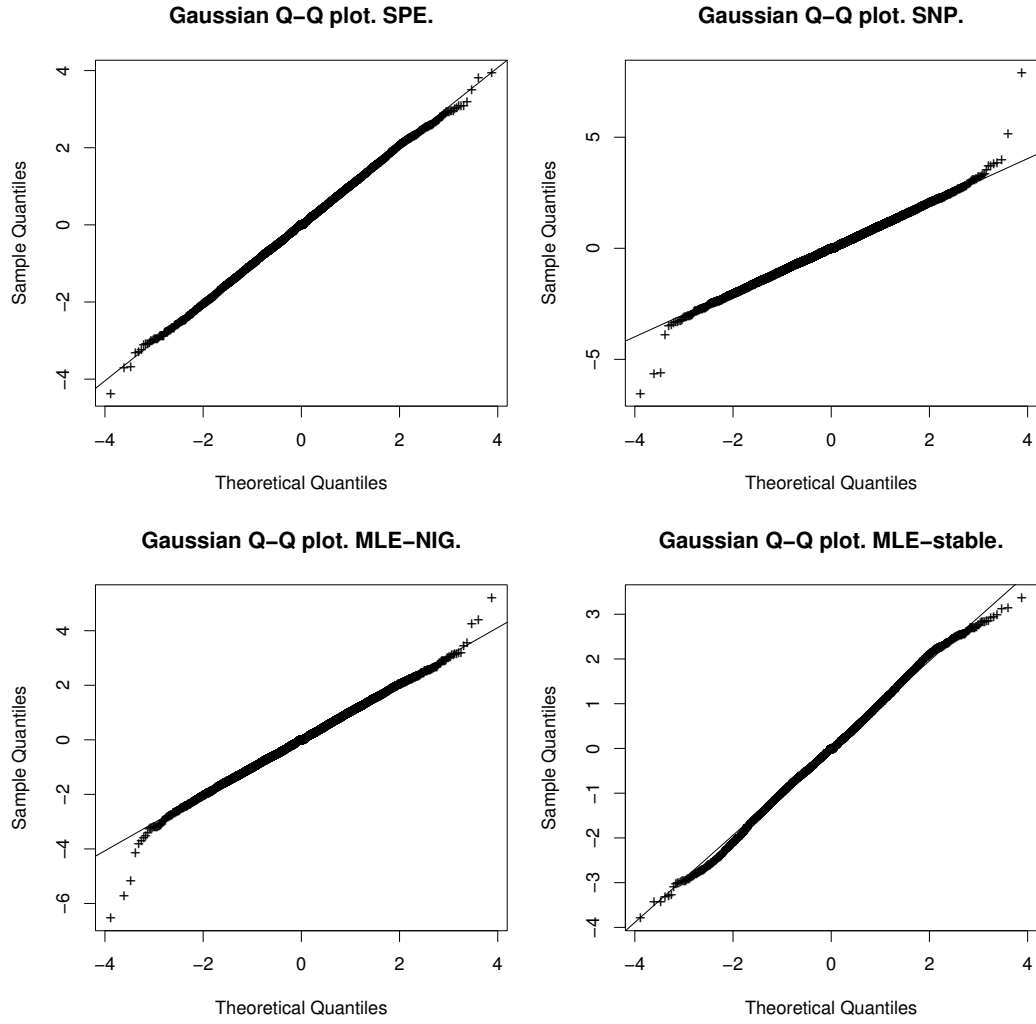 Gaussian Q−Q plot. SPE.
Sample Quantiles
4
2
0
−2
−4
−4 −2 0 2 4
Theoretical Quantiles
Gaussian Q−Q plot. SNP.
Sample Quantiles
5
0
−5
−4 −2 0 2 4
Theoretical Quantiles
Gaussian Q−Q plot. MLE−NIG.
Sample Quantiles
4
2
0
−2
−4
−6
−4 −2 0 2 4
Theoretical Quantiles
Gaussian Q−Q plot. MLE−stable.
Sample Quantiles
3
2
1
0
−1
−2
−3
−4
−4 −2 0 2 4
Theoretical Quantiles